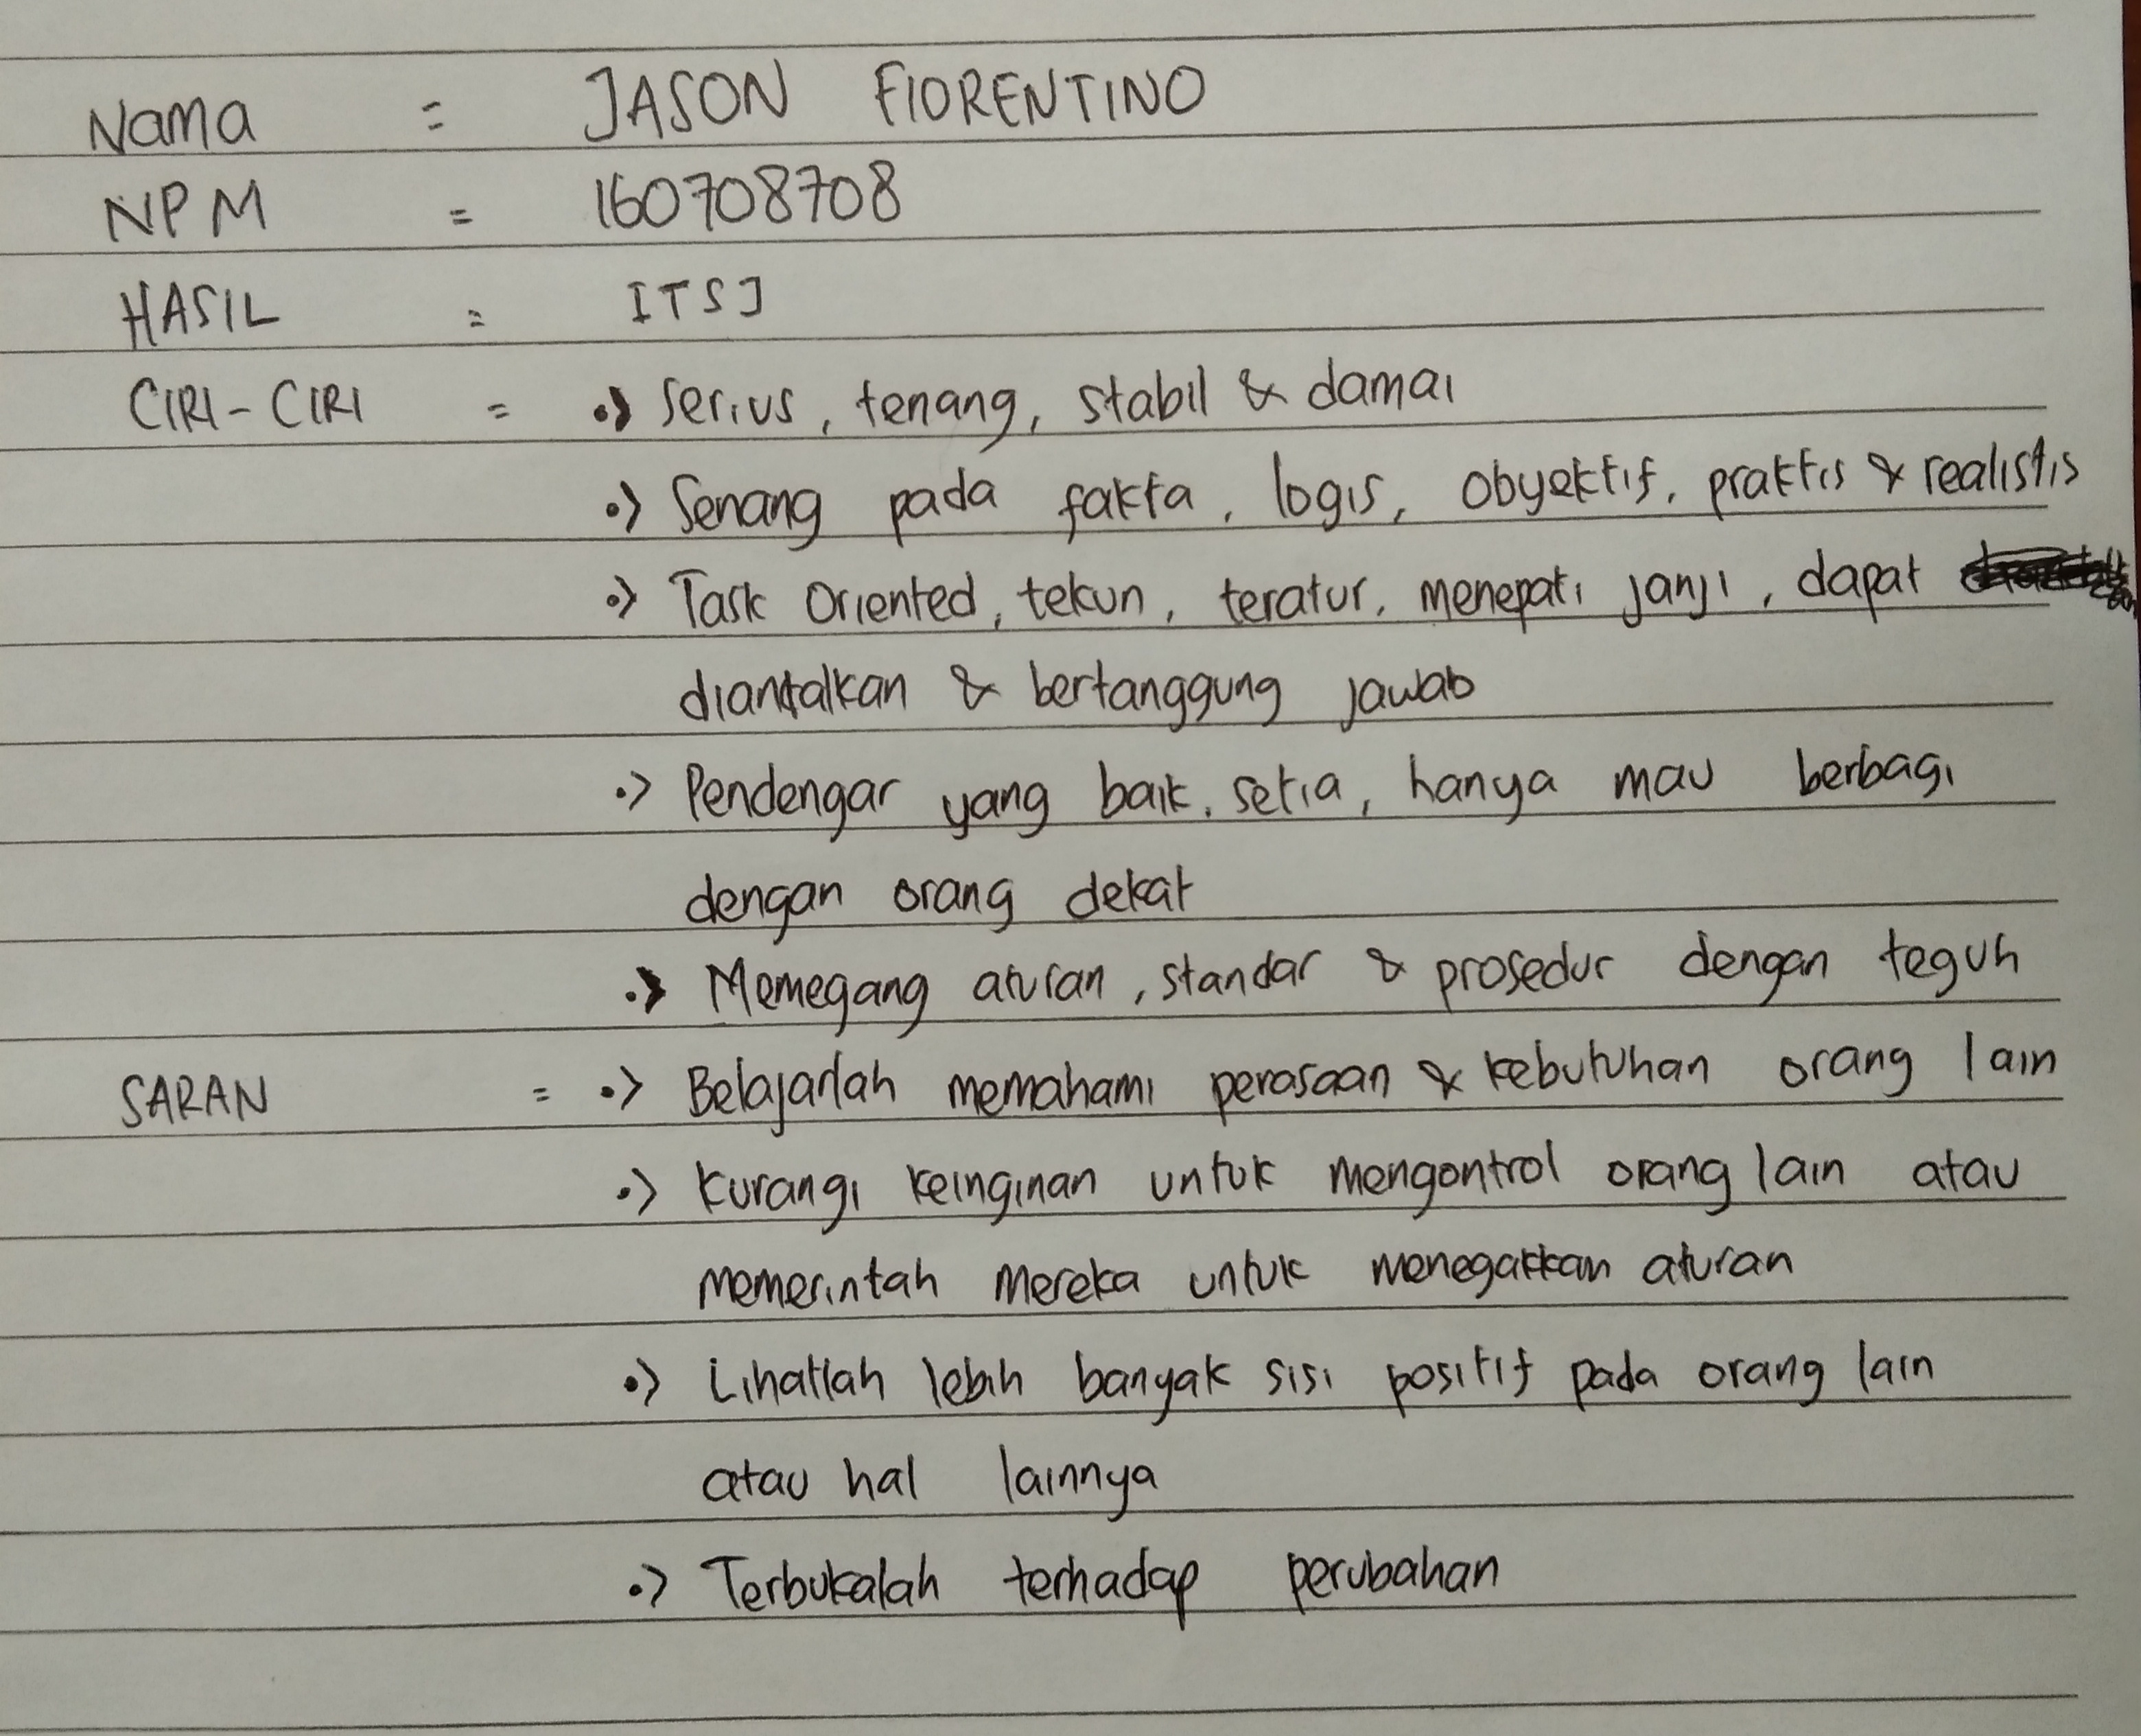 Nama = JASON FIORENTINO
NPM = 160708708
HASIL = ITSJ
CIRI-CIRI = •> Serius, tenang, stabil & damai
•> Senang pada fakta, logis, Obyektif, praktis & realistis
•> Task Oriented, tekun, teratur, menepati janji, dapat
diantalkan & bertanggung jawab
•> Pendengar yang baik, setia, hanya mau berbagi
dengan orang dekat
•> Memegang aturan, standar & prosedur dengan teguh
SARAN = •> Belajarlah memahami perasaan & kebutuhan orang lain
•> Kurangi keinginan untuk mengontrol orang lain atau
memerintah mereka untuk menegakkan aturan
•> Lihatlah lebih banyak sisi positif pada orang lain
atau hal lainnya
•> Terbukalah terhadap perubahan